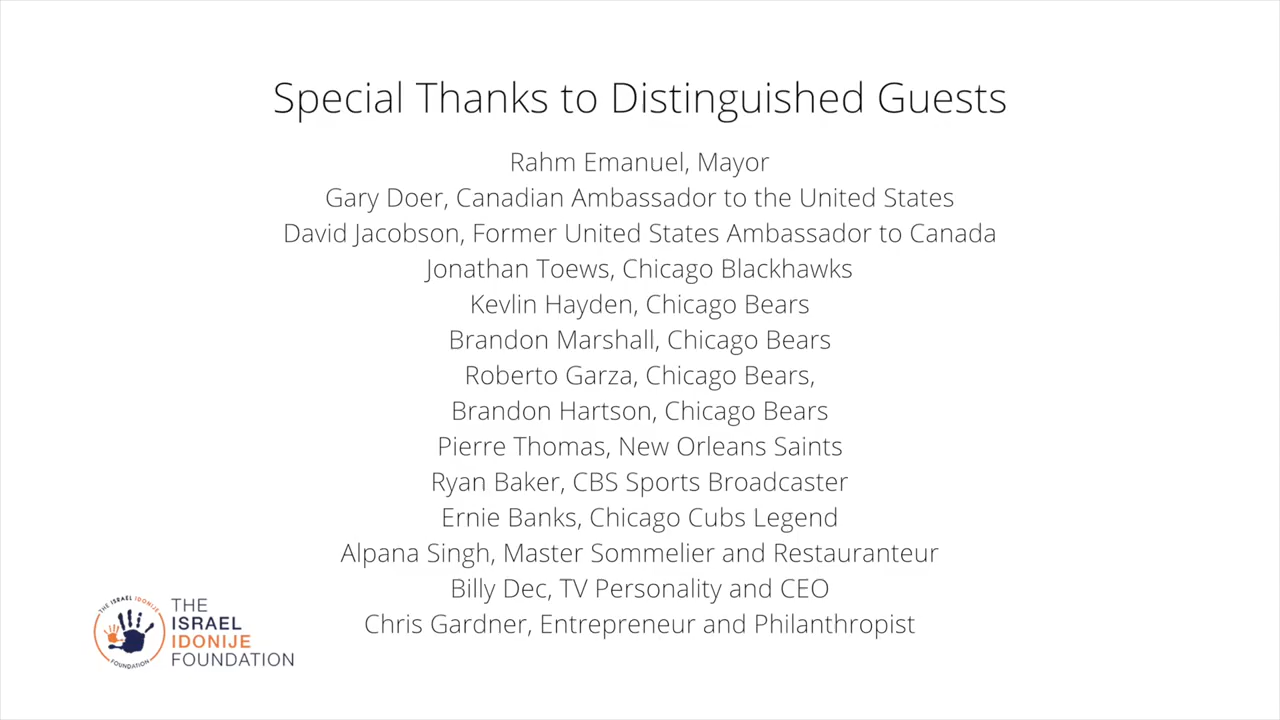 Special Thanks to Distinguished Guests
Rahm Emanuel, Mayor
Gary Doer, Canadian Ambassador to the United States
David Jacobson, Former United States Ambassador to Canada
Jonathan Toews, Chicago Blackhawks
Kevlin Hayden, Chicago Bears
Brandon Marshall, Chicago Bears
Roberto Garza, Chicago Bears,
Brandon Hartson, Chicago Bears
Pierre Thomas, New Orleans Saints
Ryan Baker, CBS Sports Broadcaster
Ernie Banks, Chicago Cubs Legend
Alpana Singh, Master Sommelier and Restauranteur
Billy Dec, TV Personality and CEO
Chris Gardner, Entrepreneur and Philanthropist
THE ISRAEL IDONIJE
FOUNDATION
THE
ISRAEL
IDONIJE
FOUNDATION